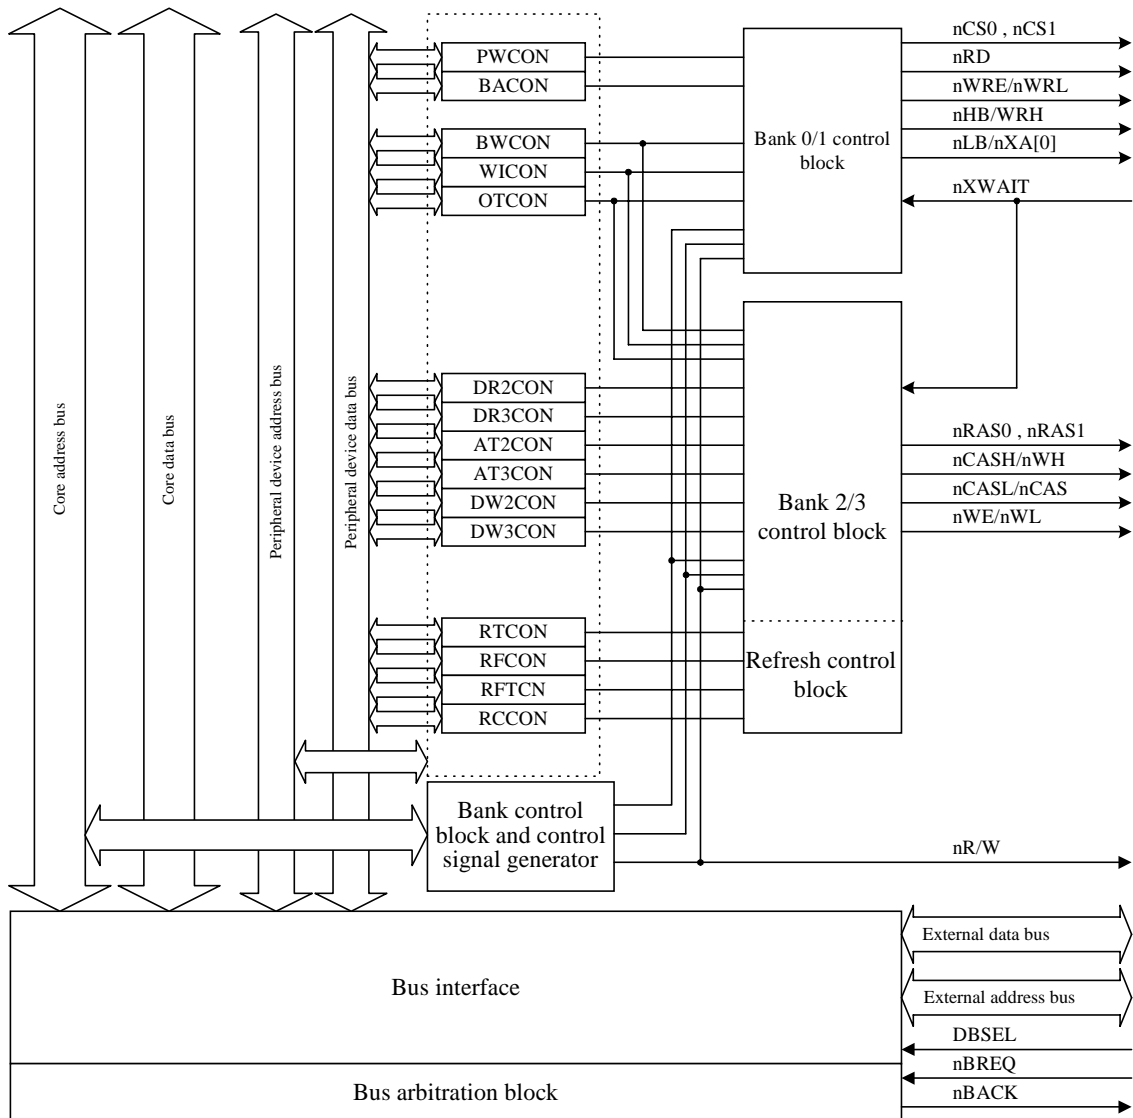 nCS0 , nCS1
PWCON
nRD
BACON
nWRE/nWRL
nHB/WRH
BWCON
Bank 0/1 control
block
nLB/nXA[0]
WICON
OTCON
nXWAIT
Core address bus
Core data bus
Peripheral device address bus
Peripheral device data bus
DR2CON
DR3CON
AT2CON
AT3CON
DW2CON
DW3CON
nRAS0 , nRAS1
nCASH/nWH
nCASL/nCAS
nWE/nWL
Bank 2/3
control block
RTCON
RFCON
RFTCN
RCCON
Refresh control
block
Bank control
block and control
signal generator
nR/W
External data bus
Bus interface
External address bus
DBSEL
nBREQ
Bus arbitration block
nBACK